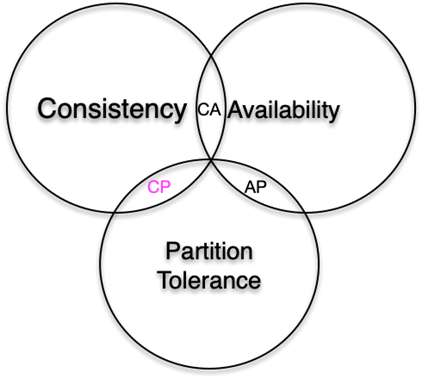 Consistency
CA
Availability
CP
AP
Partition
Tolerance